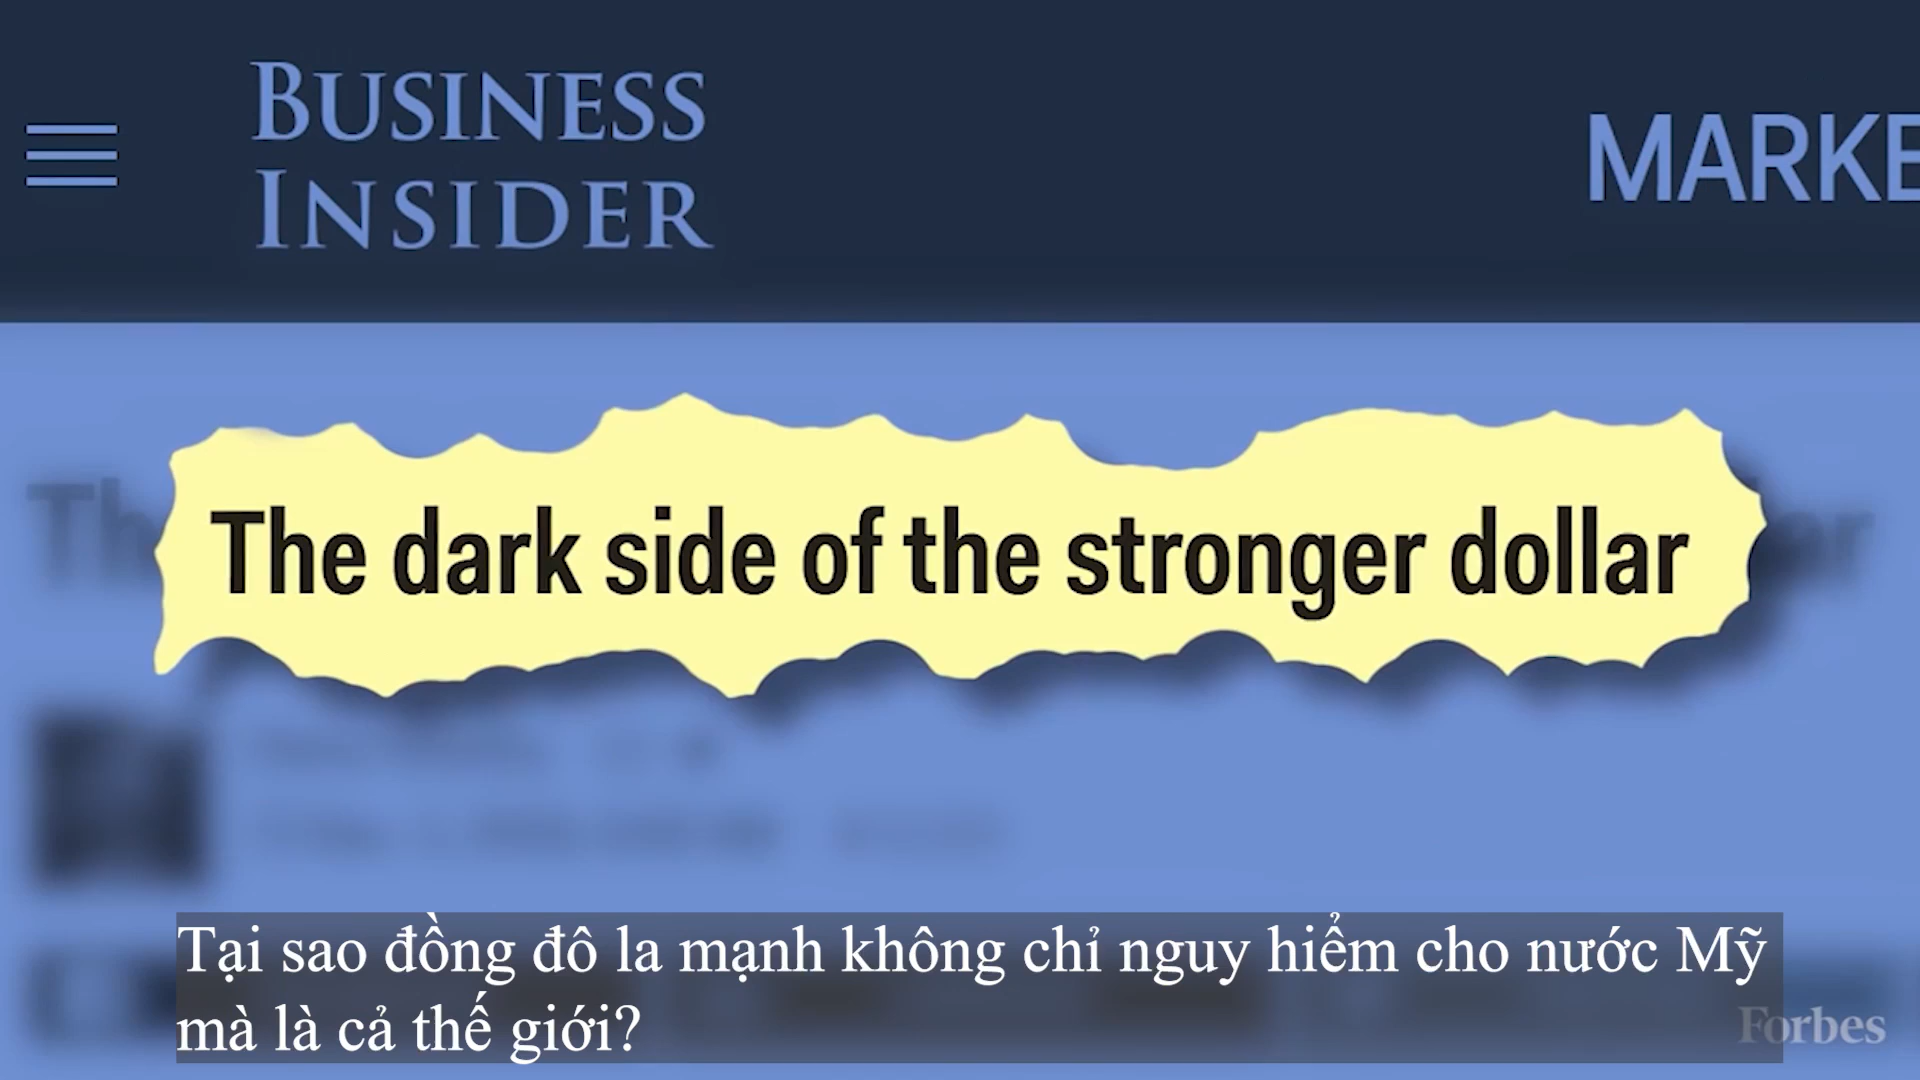 BUSINESS
INSIDER
MARKE
The dark side of the stronger dollar
Tại sao đồng đô la mạnh không chỉ nguy hiểm cho nước Mỹ
mà là cả thế giới?
Forbes